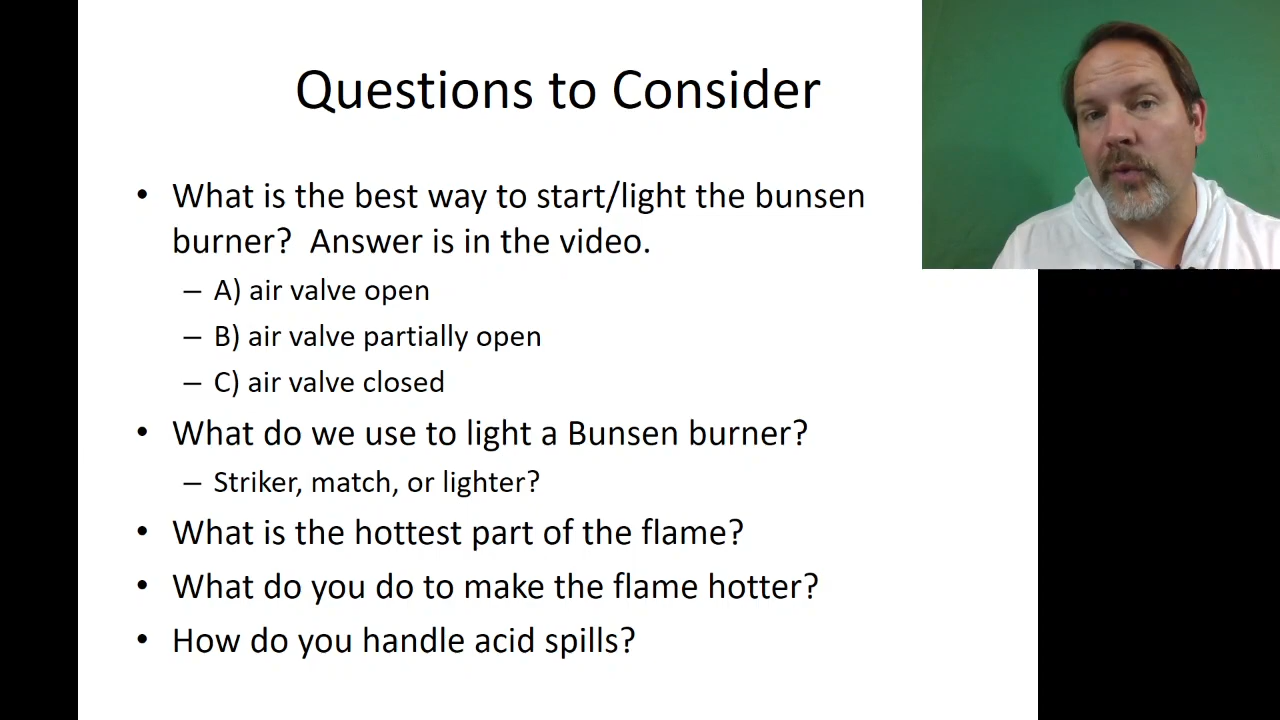 Questions to Consider
• What is the best way to start/light the bunsen
burner?  Answer is in the video.
– A) air valve open
– B) air valve partially open
– C) air valve closed
• What do we use to light a Bunsen burner?
– Striker, match, or lighter?
• What is the hottest part of the flame?
• What do you do to make the flame hotter?
• How do you handle acid spills?